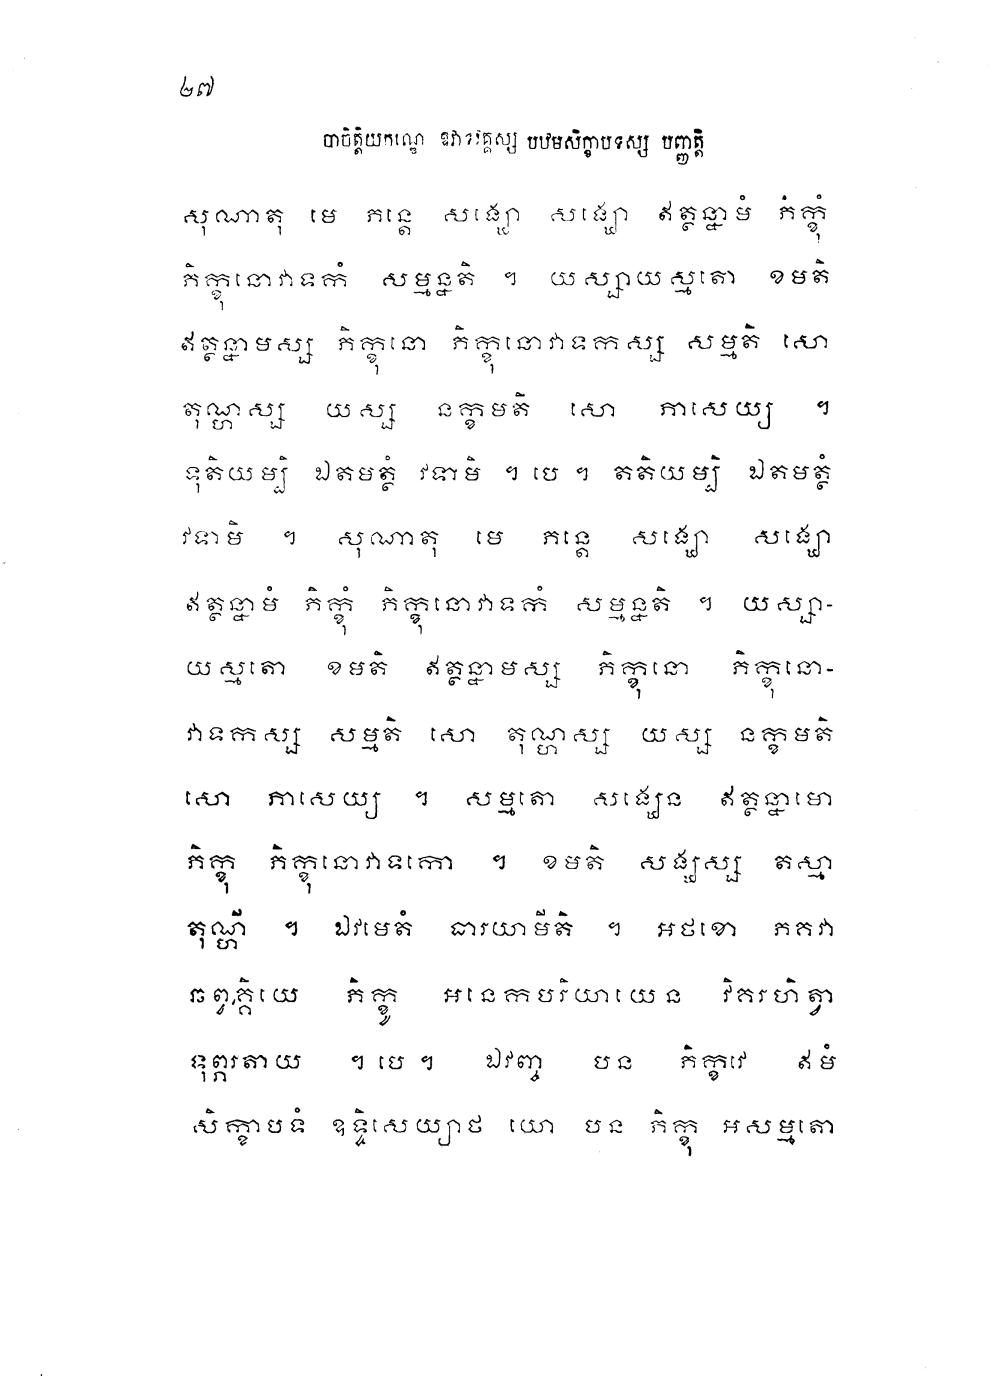 ២៧
បាចិត្តិយកណ្ឌេ ឱវាទវគ្គស្ស បឋមសិក្ខាបទស្ស បញ្ញត្តិ
សុណាតុ មេ ភន្តេ សង្ឃោ សង្ឃោ ឥត្ថន្នាមំ ភិក្ខុំ
ភិក្ខុនោវាទកំ សម្មន្នតិ ។ យស្សាយស្មតោ ខមតិ
ឥត្ថន្នាមស្ស ភិក្ខុនោ ភិក្ខុនោវាទកស្ស សម្មតិ សោ
តុណ្ហស្ស យស្ស នក្ខមតិ សោ ភាសេយ្យ ។
ទុតិយម្បិ ឯតមត្ថំ វទាមិ ។ បេ ។ តតិយម្បិ ឯតមត្ថំ
វទាមិ ។ សុណាតុ មេ ភន្តេ សង្ឃោ សង្ឃោ
ឥត្ថន្នាមំ ភិក្ខុំ ភិក្ខុនោវាទកំ សម្មន្នតិ ។ យស្សា-
យស្មតោ ខមតិ ឥត្ថន្នាមស្ស ភិក្ខុនោ ភិក្ខុនោ-
វាទកស្ស សម្មតិ សោ តុណ្ហស្ស យស្ស នក្ខមតិ
សោ ភាសេយ្យ ។ សម្មតោ សង្ឃេន ឥត្ថន្នាមោ
ភិក្ខុ ភិក្ខុនោវាទកោ ។ ខមតិ សង្ឃស្ស តស្មា
តុណ្ហី ។ ឯវមេតំ ធារយាមីតិ ។ អថខោ ភគវា
ឆព្វគ្គិយេ ភិក្ខូ អនេកបរិយាយេន វិគរហិត្វា
ទុព្ភរតាយ ។ បេ ។ ឯវញ្ច បន ភិក្ខវេ ឥមំ
សិក្ខាបទំ ឧទ្ទិសេយ្យាថ យោ បន ភិក្ខុ អសម្មតោ